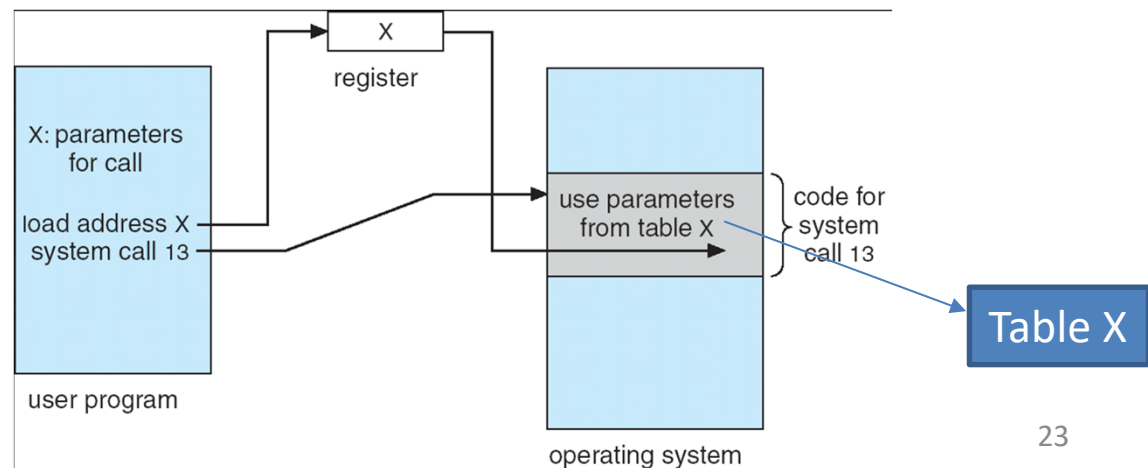 X
register
X: parameters
for call
load address X
system call 13
user program
use parameters
from table X
code for
system
call 13
operating system
Table X
23